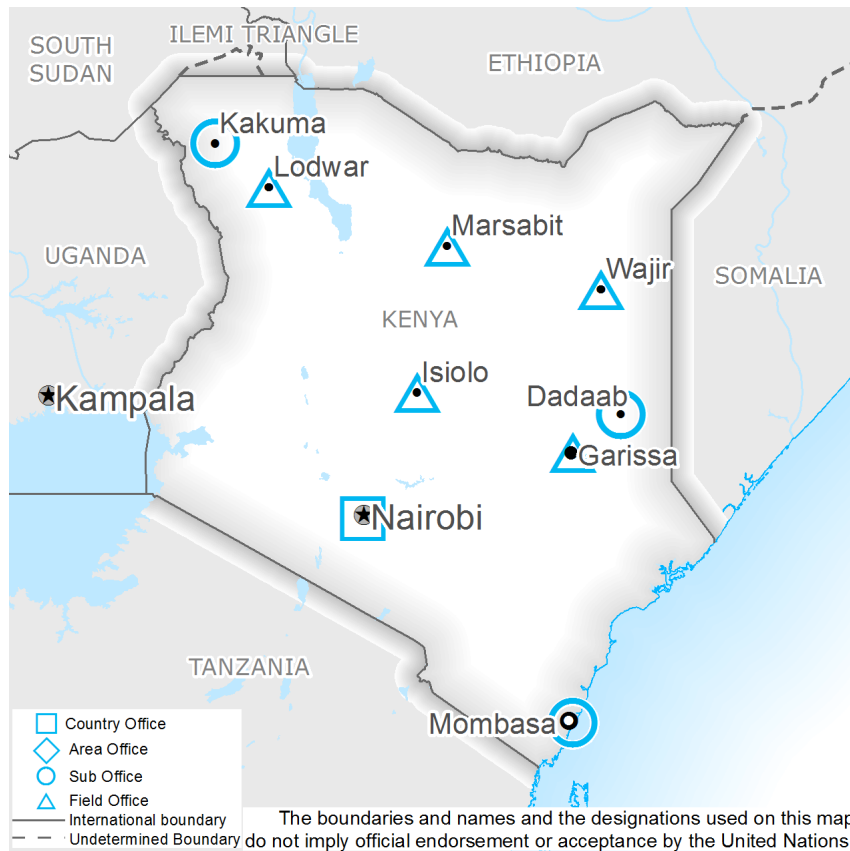 SOUTH
SUDAN
ILEMI TRIANGLE
ETHIOPIA
Kakuma
Lodwar
Marsabit
UGANDA
Wajir
SOMALIA
KENYA
Isiolo
Kampala
Dadaab
Garissa
Nairobi
TANZANIA
Mombasa
Country Office
Area Office
Sub Office
Field Office
International boundary
Undetermined Boundary
The boundaries and names and the designations used on this map
do not imply official endorsement or acceptance by the United Nations